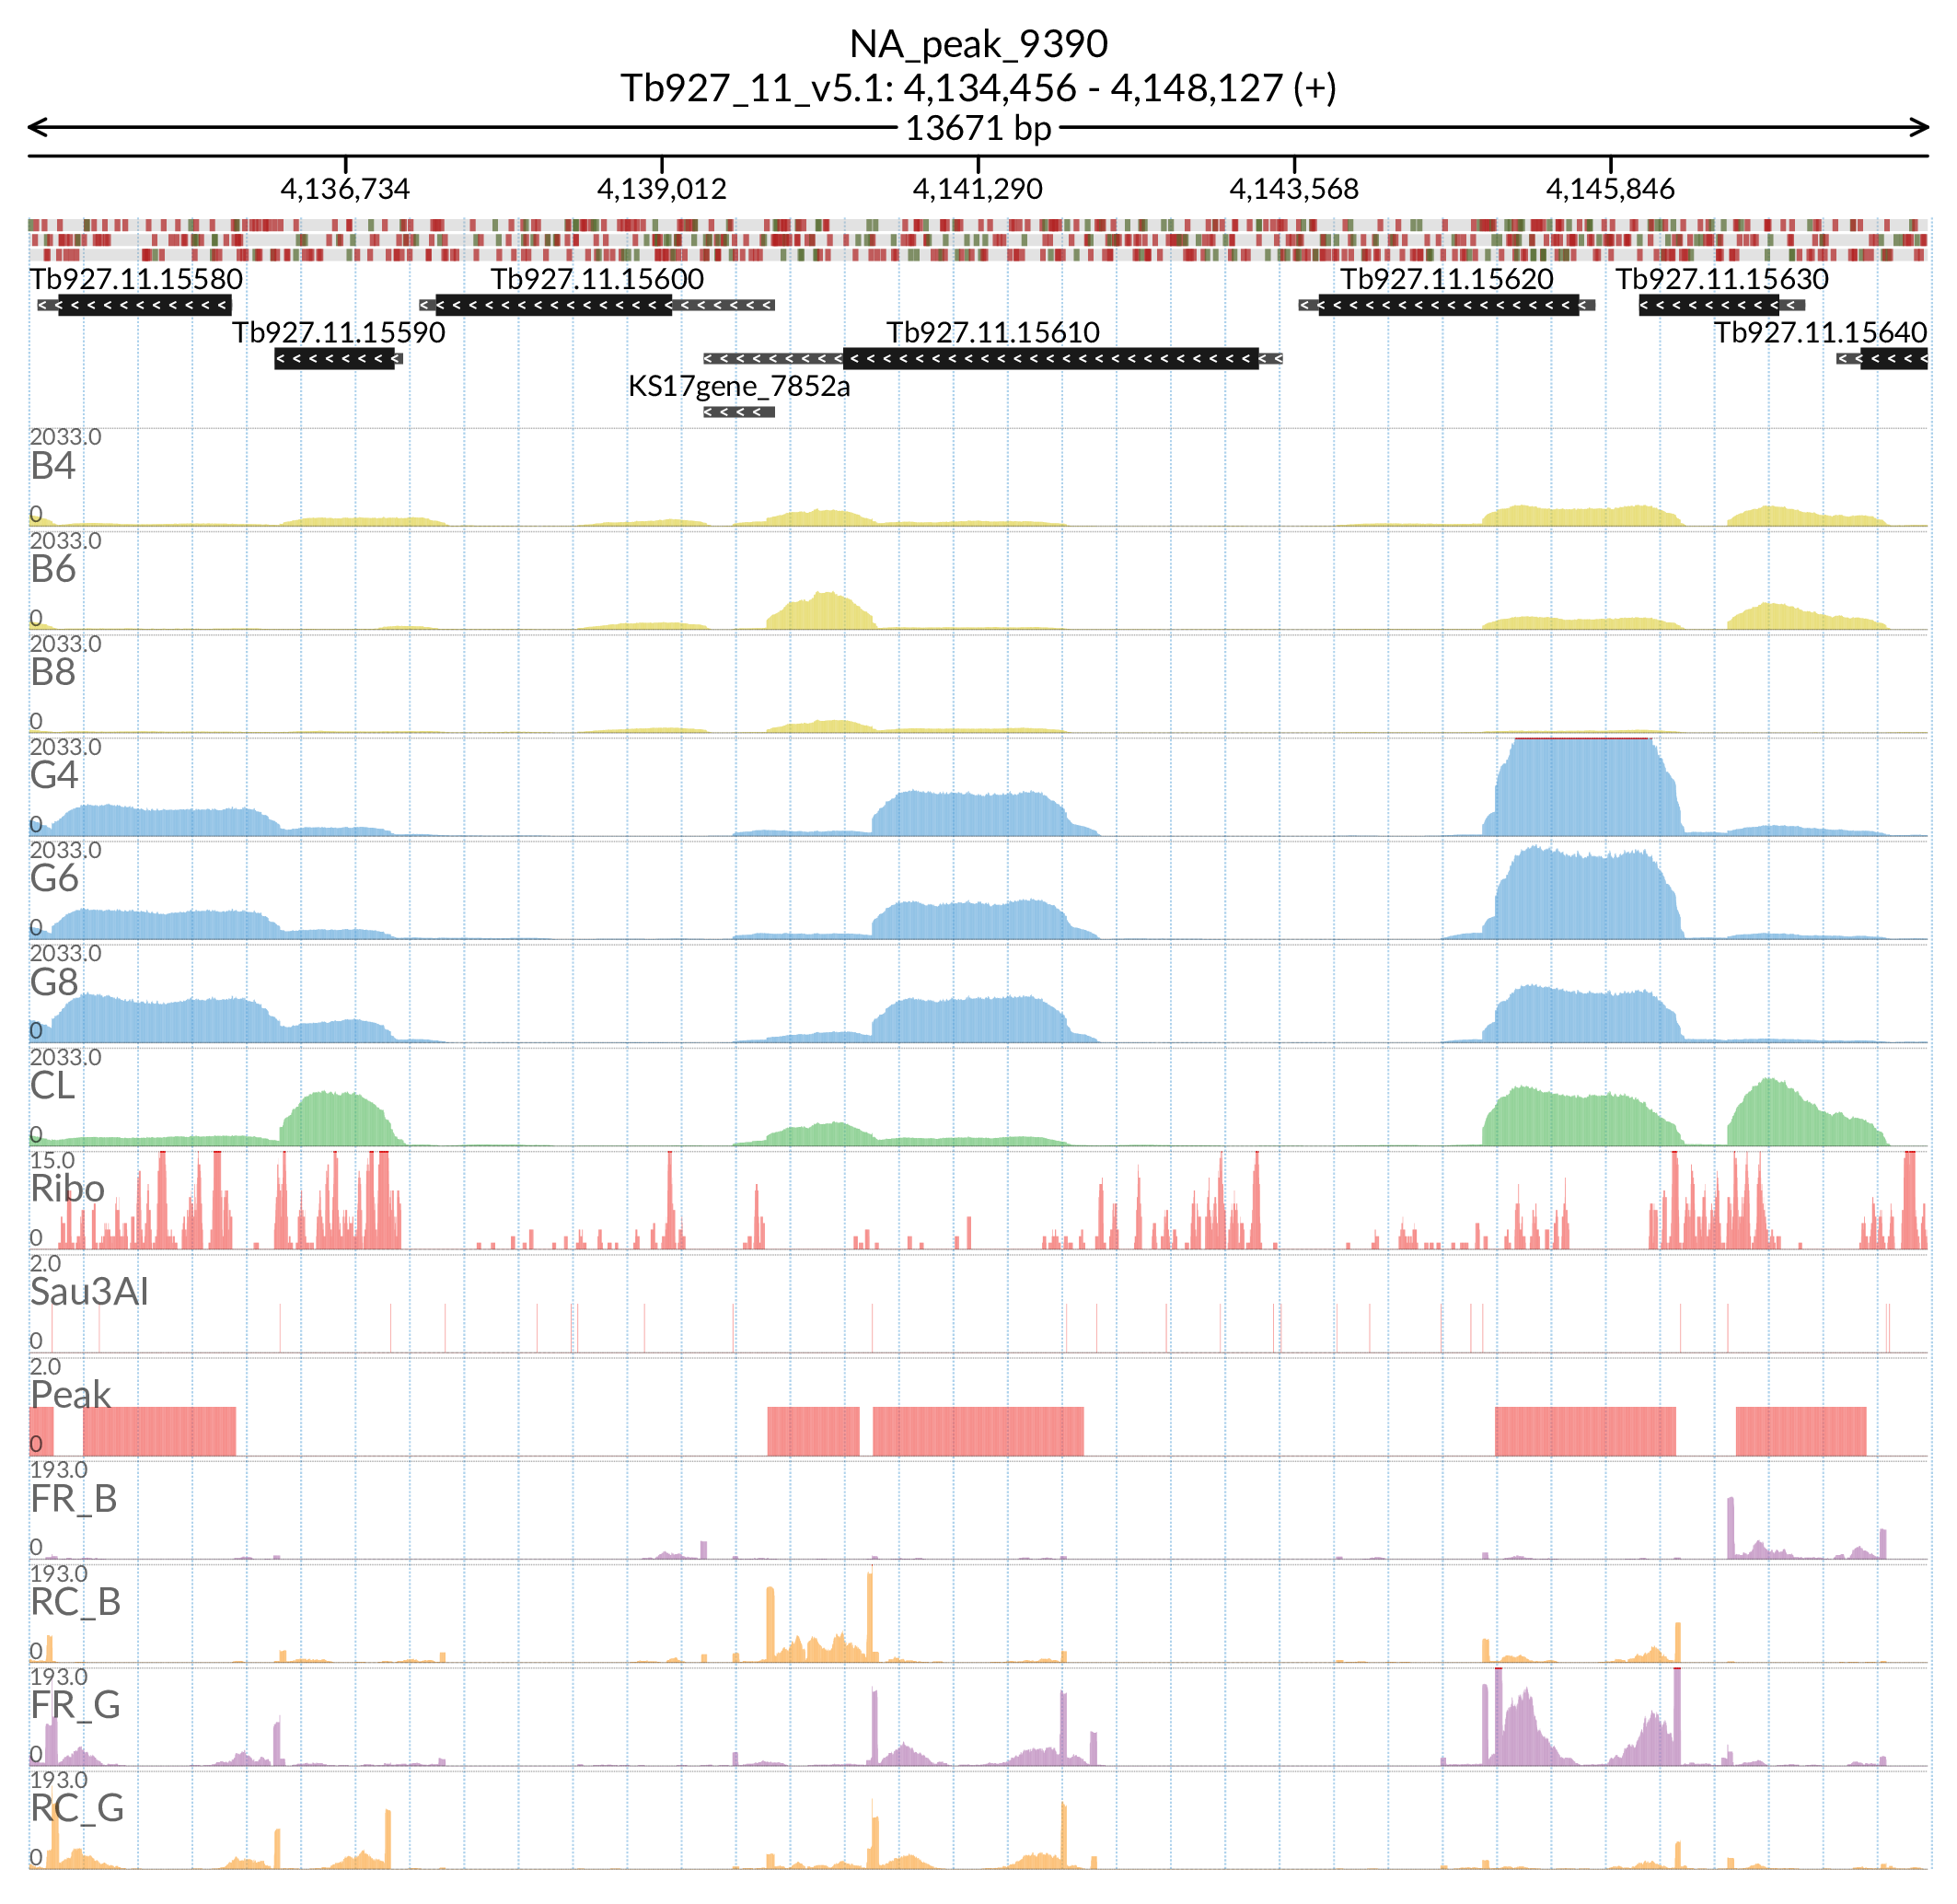 NA_peak_9390
Tb927_11_v5.1: 4,134,456 - 4,148,127 (+)
13671 bp
4,136,734 4,139,012 4,141,290 4,143,568 4,145,846
Tb927.11.15580 Tb927.11.15600 Tb927.11.15620 Tb927.11.15630
Tb927.11.15590 Tb927.11.15610 Tb927.11.15640
KS17gene_7852a
2033.0
B4
0
2033.0
B6
0
2033.0
B8
0
2033.0
G4
0
2033.0
G6
0
2033.0
G8
0
2033.0
CL
0
15.0
Ribo
0
2.0
Sau3AI
0
2.0
Peak
0
193.0
FR_B
0
193.0
RC_B
0
193.0
FR_G
0
193.0
RC_G
0